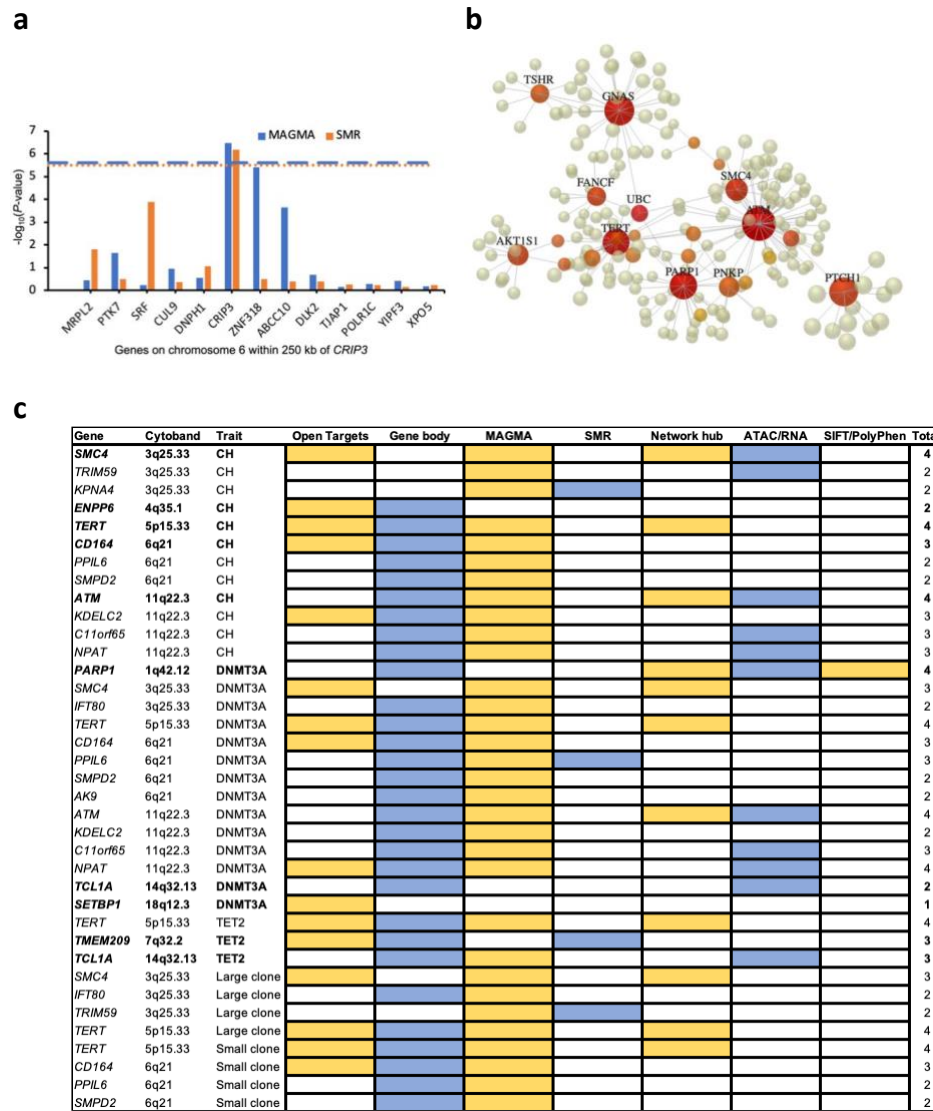 a
b
7
6
5
4
3
2
1
0
-log10(P-value)
MAGMA SMR
MRPL2
PTK7
SRF
CUL9
DNPH1
CRIP3
ZNF318
ABCC10
DLK2
TJAP1
POLR1C
YIPF3
XPO5
Genes on chromosome 6 within 250 kb of CRIP3
TSHR
GNAS
FANCF
UBC
SMC4
ATM
AKT1S1
TERT
PARP1
PNKP
PTCH1
c
Gene Cytoband Trait Open Targets Gene body MAGMA SMR Network hub ATAC/RNA SIFT/PolyPhen Total
SMC4 3q25.33 CH 4
TRIM59 3q25.33 CH 2
KPNA4 3q25.33 CH 2
ENPP6 4q35.1 CH 2
TERT 5p15.33 CH 4
CD164 6q21 CH 3
PPIL6 6q21 CH 2
SMPD2 6q21 CH 2
ATM 11q22.3 CH 4
KDELC2 11q22.3 CH 3
C11orf65 11q22.3 CH 3
NPAT 11q22.3 CH 3
PARP1 1q42.12 DNMT3A 4
SMC4 3q25.33 DNMT3A 3
IFT80 3q25.33 DNMT3A 2
TERT 5p15.33 DNMT3A 4
CD164 6q21 DNMT3A 3
PPIL6 6q21 DNMT3A 3
SMPD2 6q21 DNMT3A 2
AK9 6q21 DNMT3A 2
ATM 11q22.3 DNMT3A 4
KDELC2 11q22.3 DNMT3A 2
C11orf65 11q22.3 DNMT3A 3
NPAT 11q22.3 DNMT3A 4
TCL1A 14q32.13 DNMT3A 2
SETBP1 18q12.3 DNMT3A 1
TERT 5p15.33 TET2 4
TMEM209 7q32.2 TET2 3
TCL1A 14q32.13 TET2 3
SMC4 3q25.33 Large clone 3
IFT80 3q25.33 Large clone 2
TRIM59 3q25.33 Large clone 2
TERT 5p15.33 Large clone 4
TERT 5p15.33 Small clone 4
CD164 6q21 Small clone 3
PPIL6 6q21 Small clone 2
SMPD2 6q21 Small clone 2